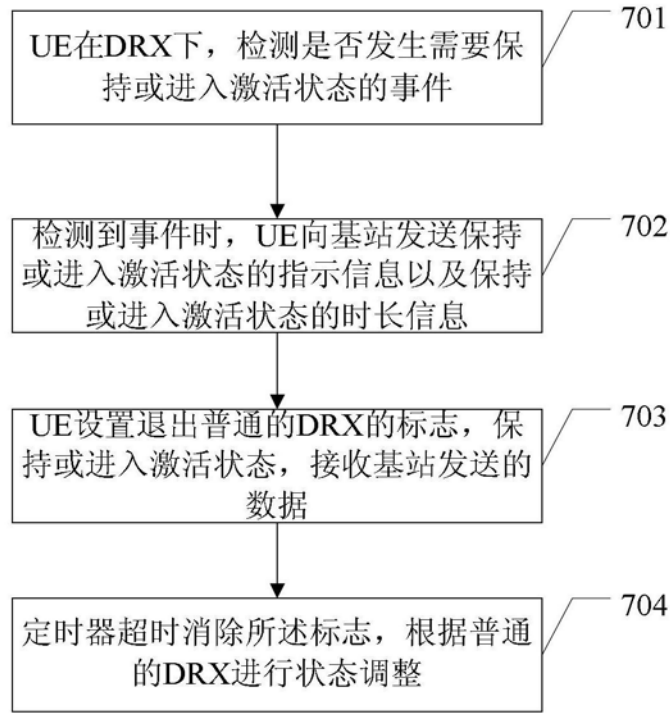 UE在DRX下，检测是否发生需要保
持或进入激活状态的事件
701
检测到事件时，UE向基站发送保持
或进入激活状态的指示信息以及保持
或进入激活状态的时长信息
702
UE设置退出普通的DRX的标志，保
持或进入激活状态，接收基站发送的
数据
703
定时器超时消除所述标志，根据普通
的DRX进行状态调整
704